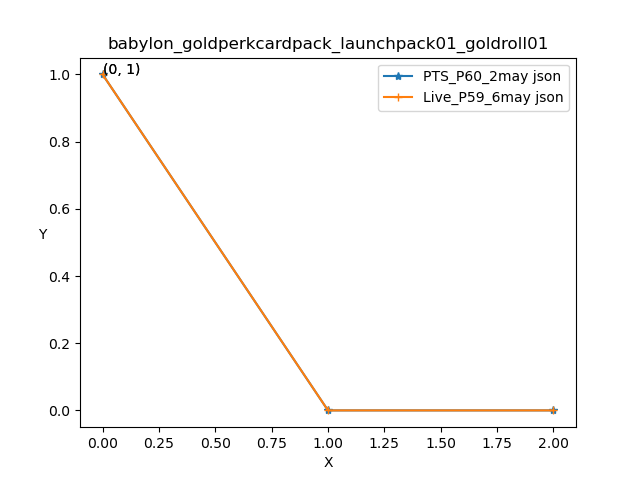 babylon_goldperkcardpack_launchpack01_goldroll01
(0, 1)
PTS_P60_2may json
Live_P59_6may json
1.0
0.8
0.6
0.4
0.2
0.0
Y
0.00 0.25 0.50 0.75 1.00 1.25 1.50 1.75 2.00
X